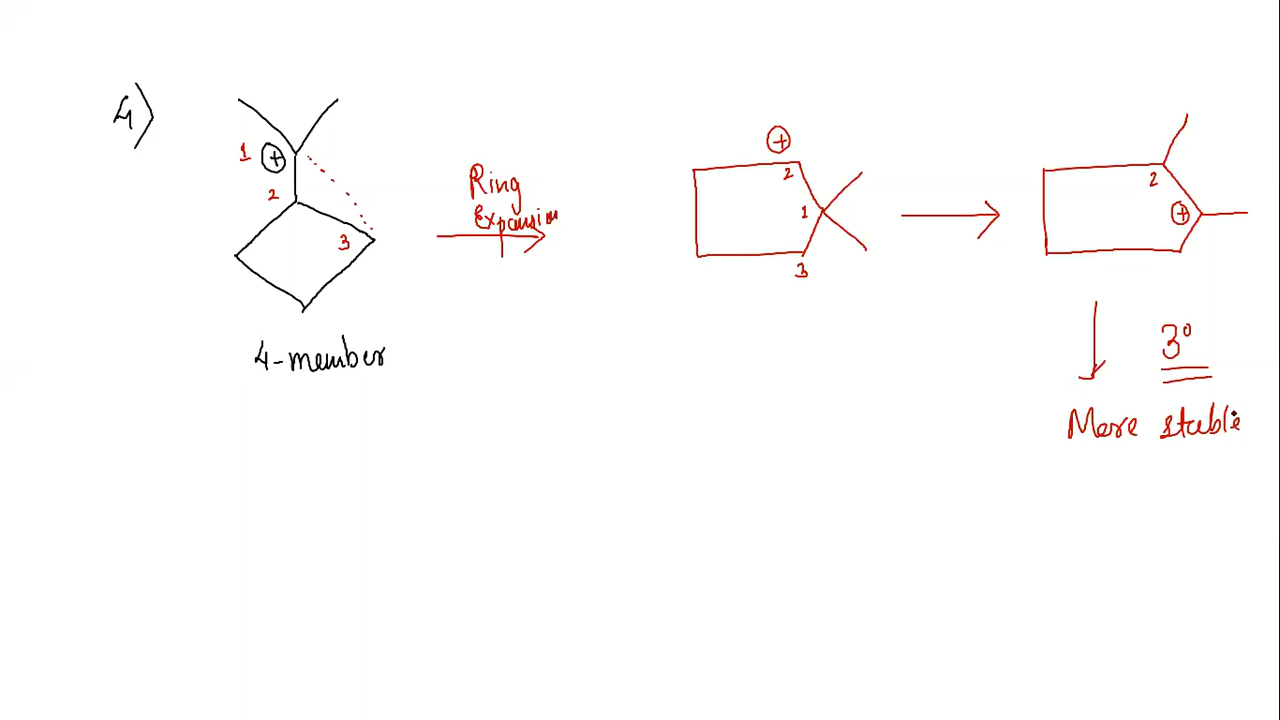 4)
1 +
2
3
4-member
Ring
Expansion
+
2
1
3
2
+
3°
More stable